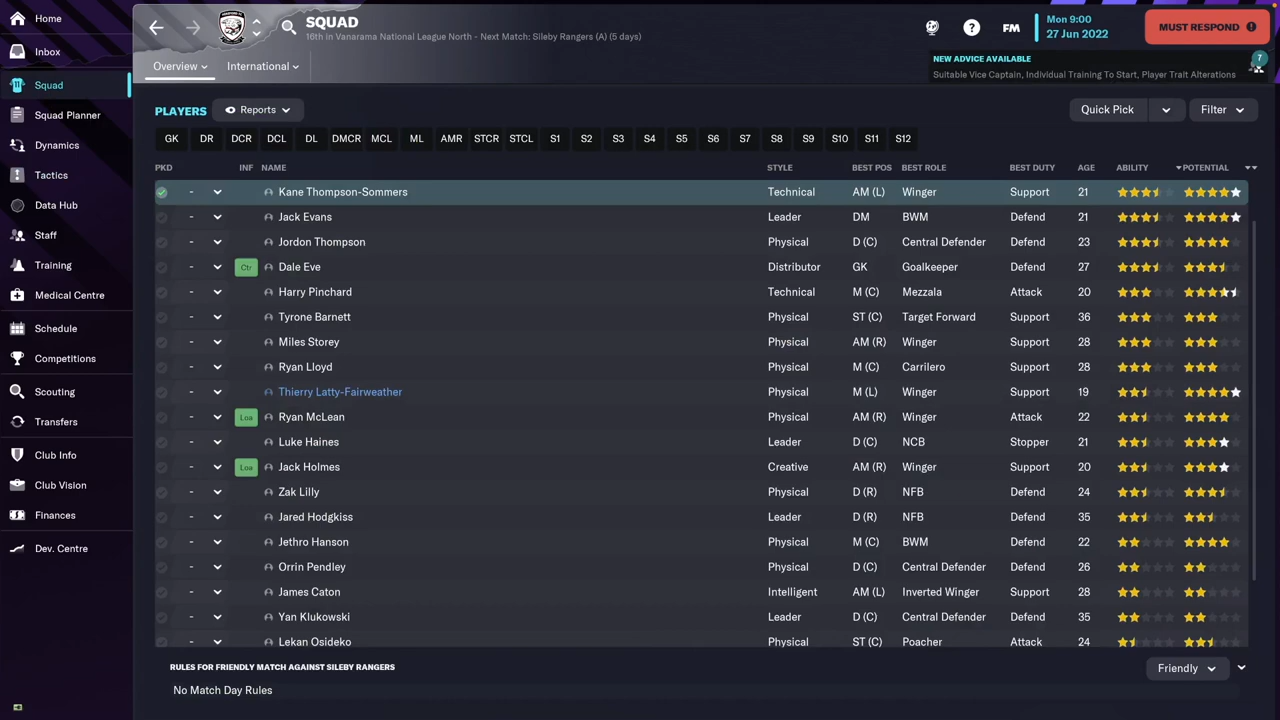 Home
SQUAD
16th in Vanarama National League North - Next Match: Sileby Rangers (A) (5 days)
FM
Mon 9:00
27 Jun 2022
MUST RESPOND
Inbox
Overview
International
NEW ADVICE AVAILABLE
Suitable Vice Captain, Individual Training To Start, Player Trait Alterations
7
Squad
Squad Planner
Dynamics
Tactics
Data Hub
Staff
Training
Medical Centre
Schedule
Competitions
Scouting
Transfers
Club Info
Club Vision
Finances
Dev. Centre
PLAYERS
Reports
Quick Pick
Filter
GK DR DCR DCL DL DMCR MCL ML AMR STCR STCL S1 S2 S3 S4 S5 S6 S7 S8 S9 S10 S11 S12
PKD INF NAME STYLE BEST POS BEST ROLE BEST DUTY AGE ABILITY POTENTIAL
- Kane Thompson-Sommers Technical AM (L) Winger Support 21
- Jack Evans Leader DM BWM Defend 21
- Jordon Thompson Physical D (C) Central Defender Defend 23
- Ctr Dale Eve Distributor GK Goalkeeper Defend 27
- Harry Pinchard Technical M (C) Mezzala Attack 20
- Tyrone Barnett Physical ST (C) Target Forward Support 36
- Miles Storey Physical AM (R) Winger Support 28
- Ryan Lloyd Physical M (C) Carrilero Support 28
- Thierry Latty-Fairweather Physical M (L) Winger Support 19
- Loa Ryan McLean Physical AM (R) Winger Attack 22
- Luke Haines Leader D (C) NCB Stopper 21
- Loa Jack Holmes Creative AM (R) Winger Support 20
- Zak Lilly Physical D (R) NFB Defend 24
- Jared Hodgkiss Leader D (R) NFB Defend 35
- Jethro Hanson Physical M (C) BWM Defend 22
- Orrin Pendley Physical D (C) Central Defender Defend 26
- James Caton Intelligent AM (L) Inverted Winger Support 28
- Yan Klukowski Leader D (C) Central Defender Defend 35
- Lekan Osideko Physical ST (C) Poacher Attack 24
RULES FOR FRIENDLY MATCH AGAINST SILEBY RANGERS
Friendly
No Match Day Rules